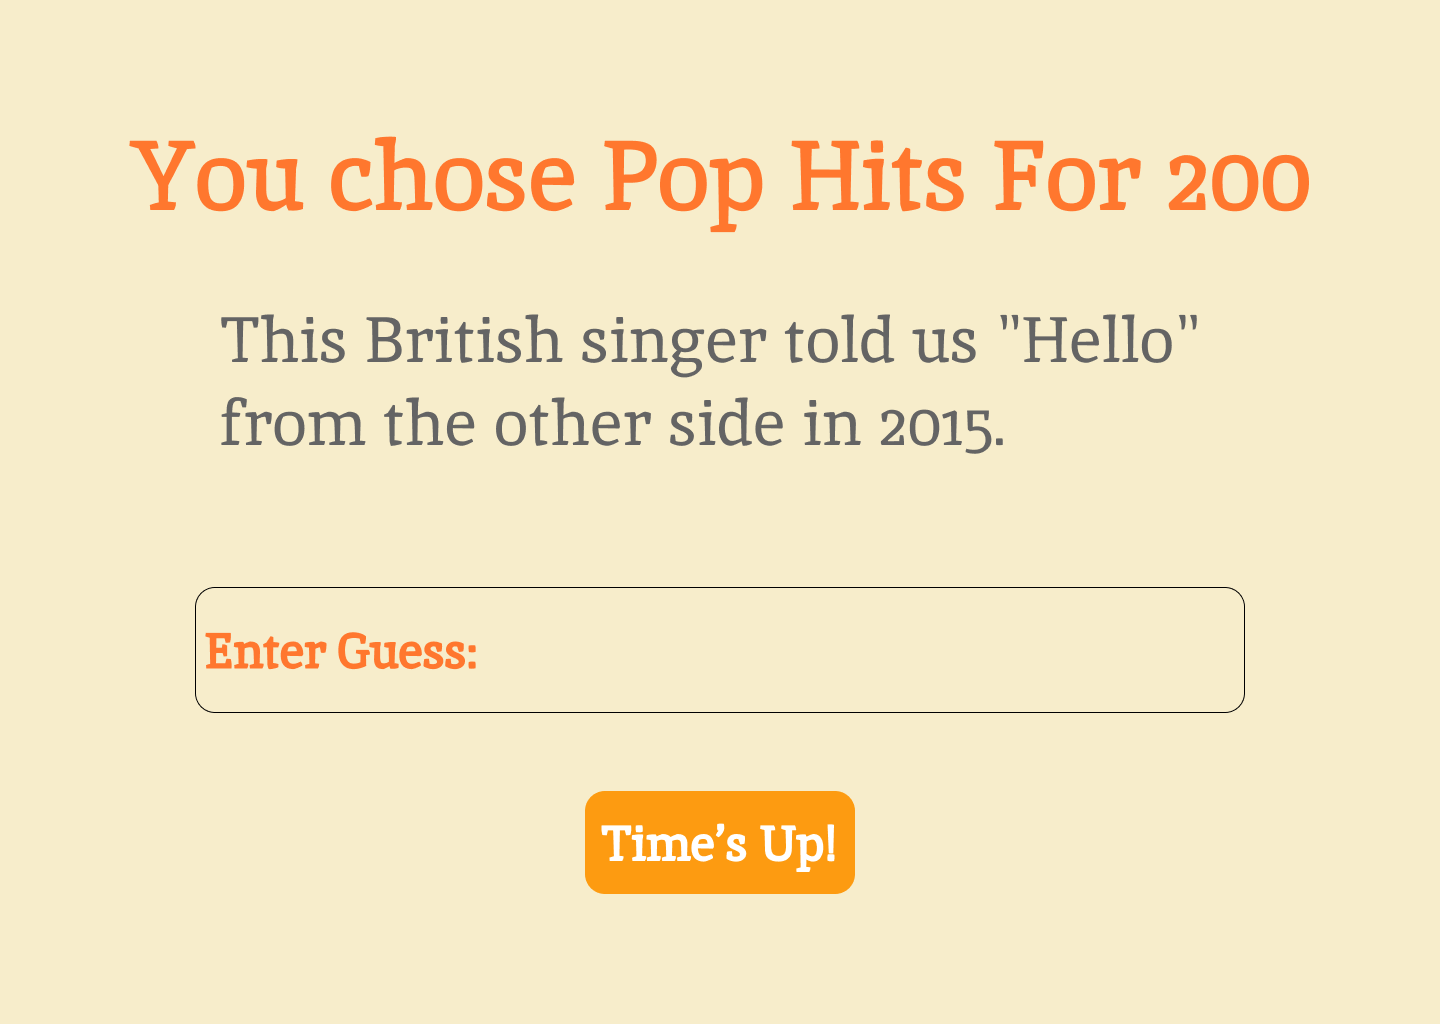 You chose Pop Hits For 200
This British singer told us "Hello"
from the other side in 2015.
Enter Guess:
Time’s Up!